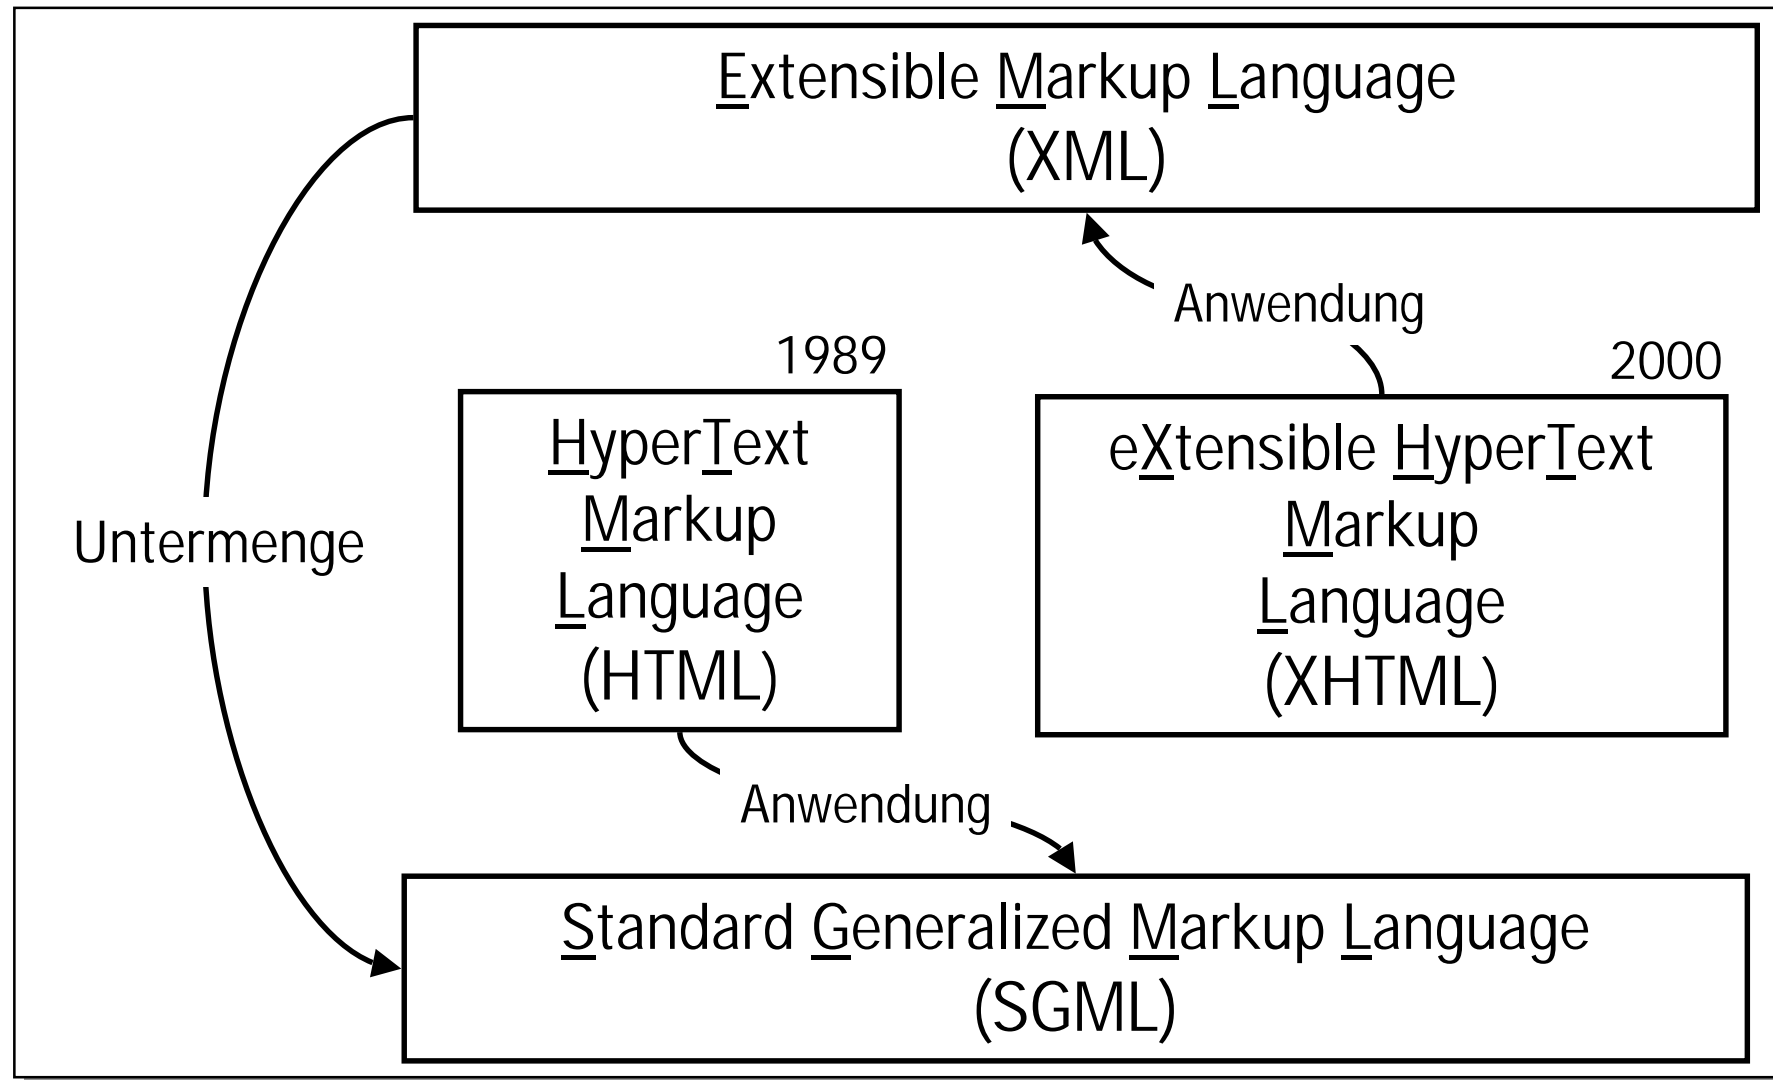 Extensible Markup Language
(XML)
Anwendung
1989
2000
HyperText
Markup
Language
(HTML)
eXtensible HyperText
Markup
Language
(XHTML)
Untermenge
Anwendung
Standard Generalized Markup Language
(SGML)